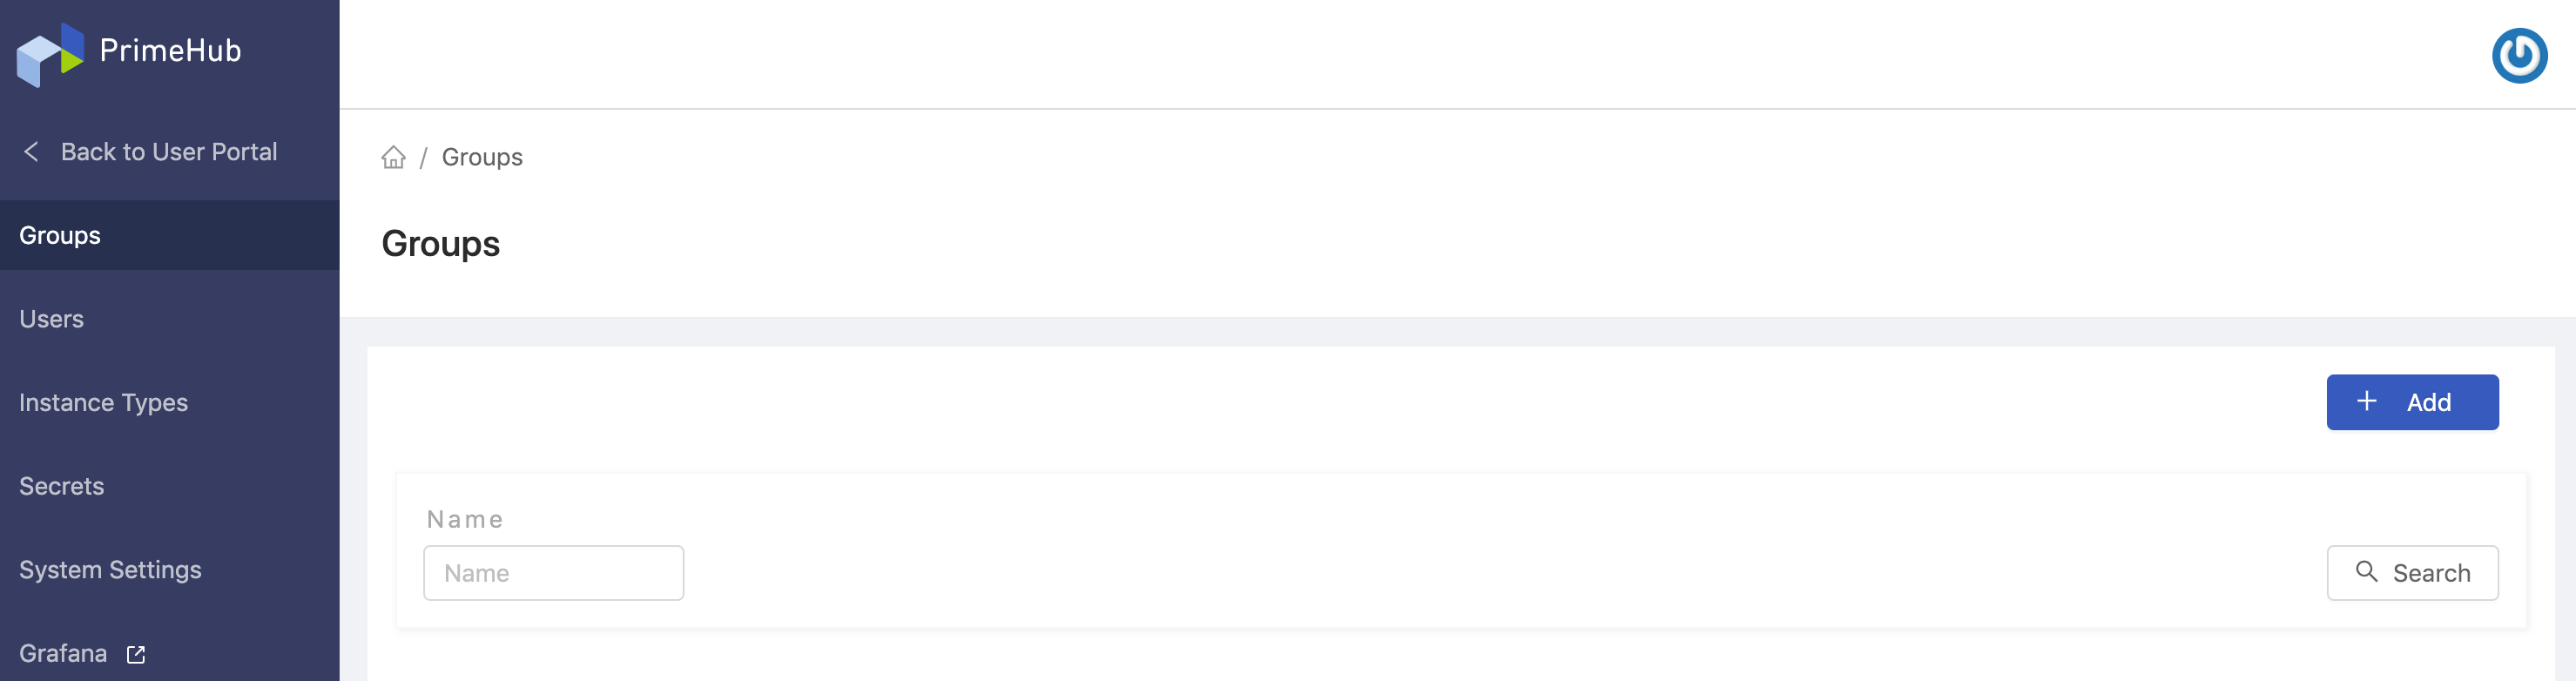 PrimeHub
Back to User Portal
Groups
Users
Instance Types
Secrets
System Settings
Grafana
/ Groups
Groups
+ Add
Name
Name
Search